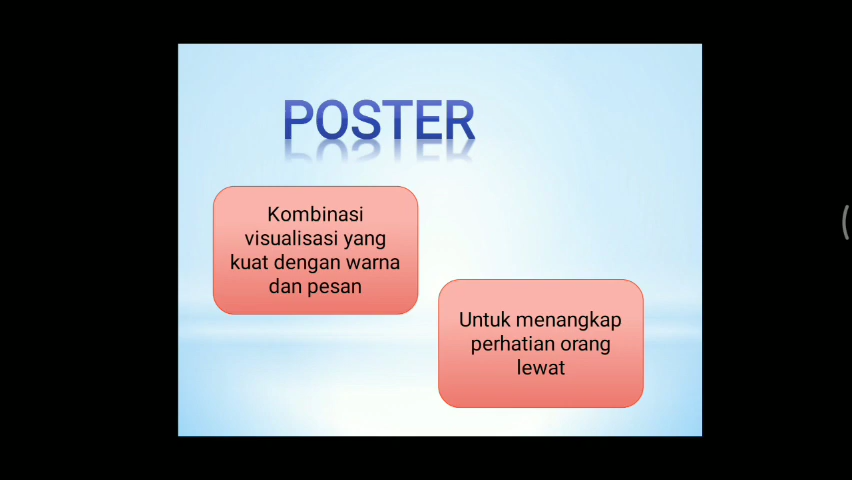 POSTER
Kombinasi
visualisasi yang
kuat dengan warna
dan pesan
Untuk menangkap
perhatian orang
lewat